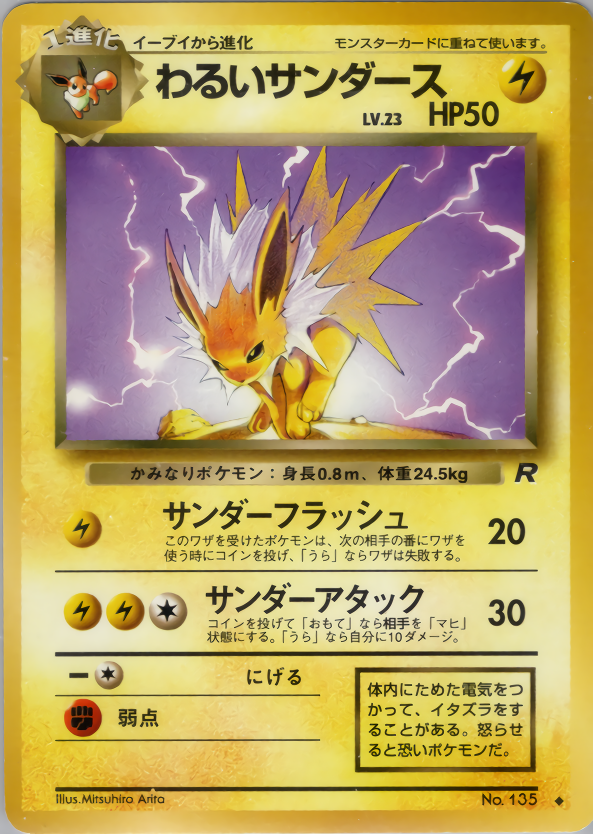 1進化
イーブイから進化
モンスターカードに重ねて使います。
わるいサンダース
LV.23 HP50
かみなりポケモン：身長0.8m、体重24.5kg
R
サンダーフラッシュ 20
このワザを受けたポケモンは、次の相手の番にワザを
使う時にコインを投げ、「うら」ならワザは失敗する。
サンダーアタック 30
コインを投げて「おもて」なら相手を「マヒ」
状態にする。「うら」なら自分に10ダメージ。
にげる
弱点
体内にためた電気をつ
かって、イタズラをす
ることがある。怒らせ
ると恐いポケモンだ。
Illus.Mitsuhiro Arita
No. 135